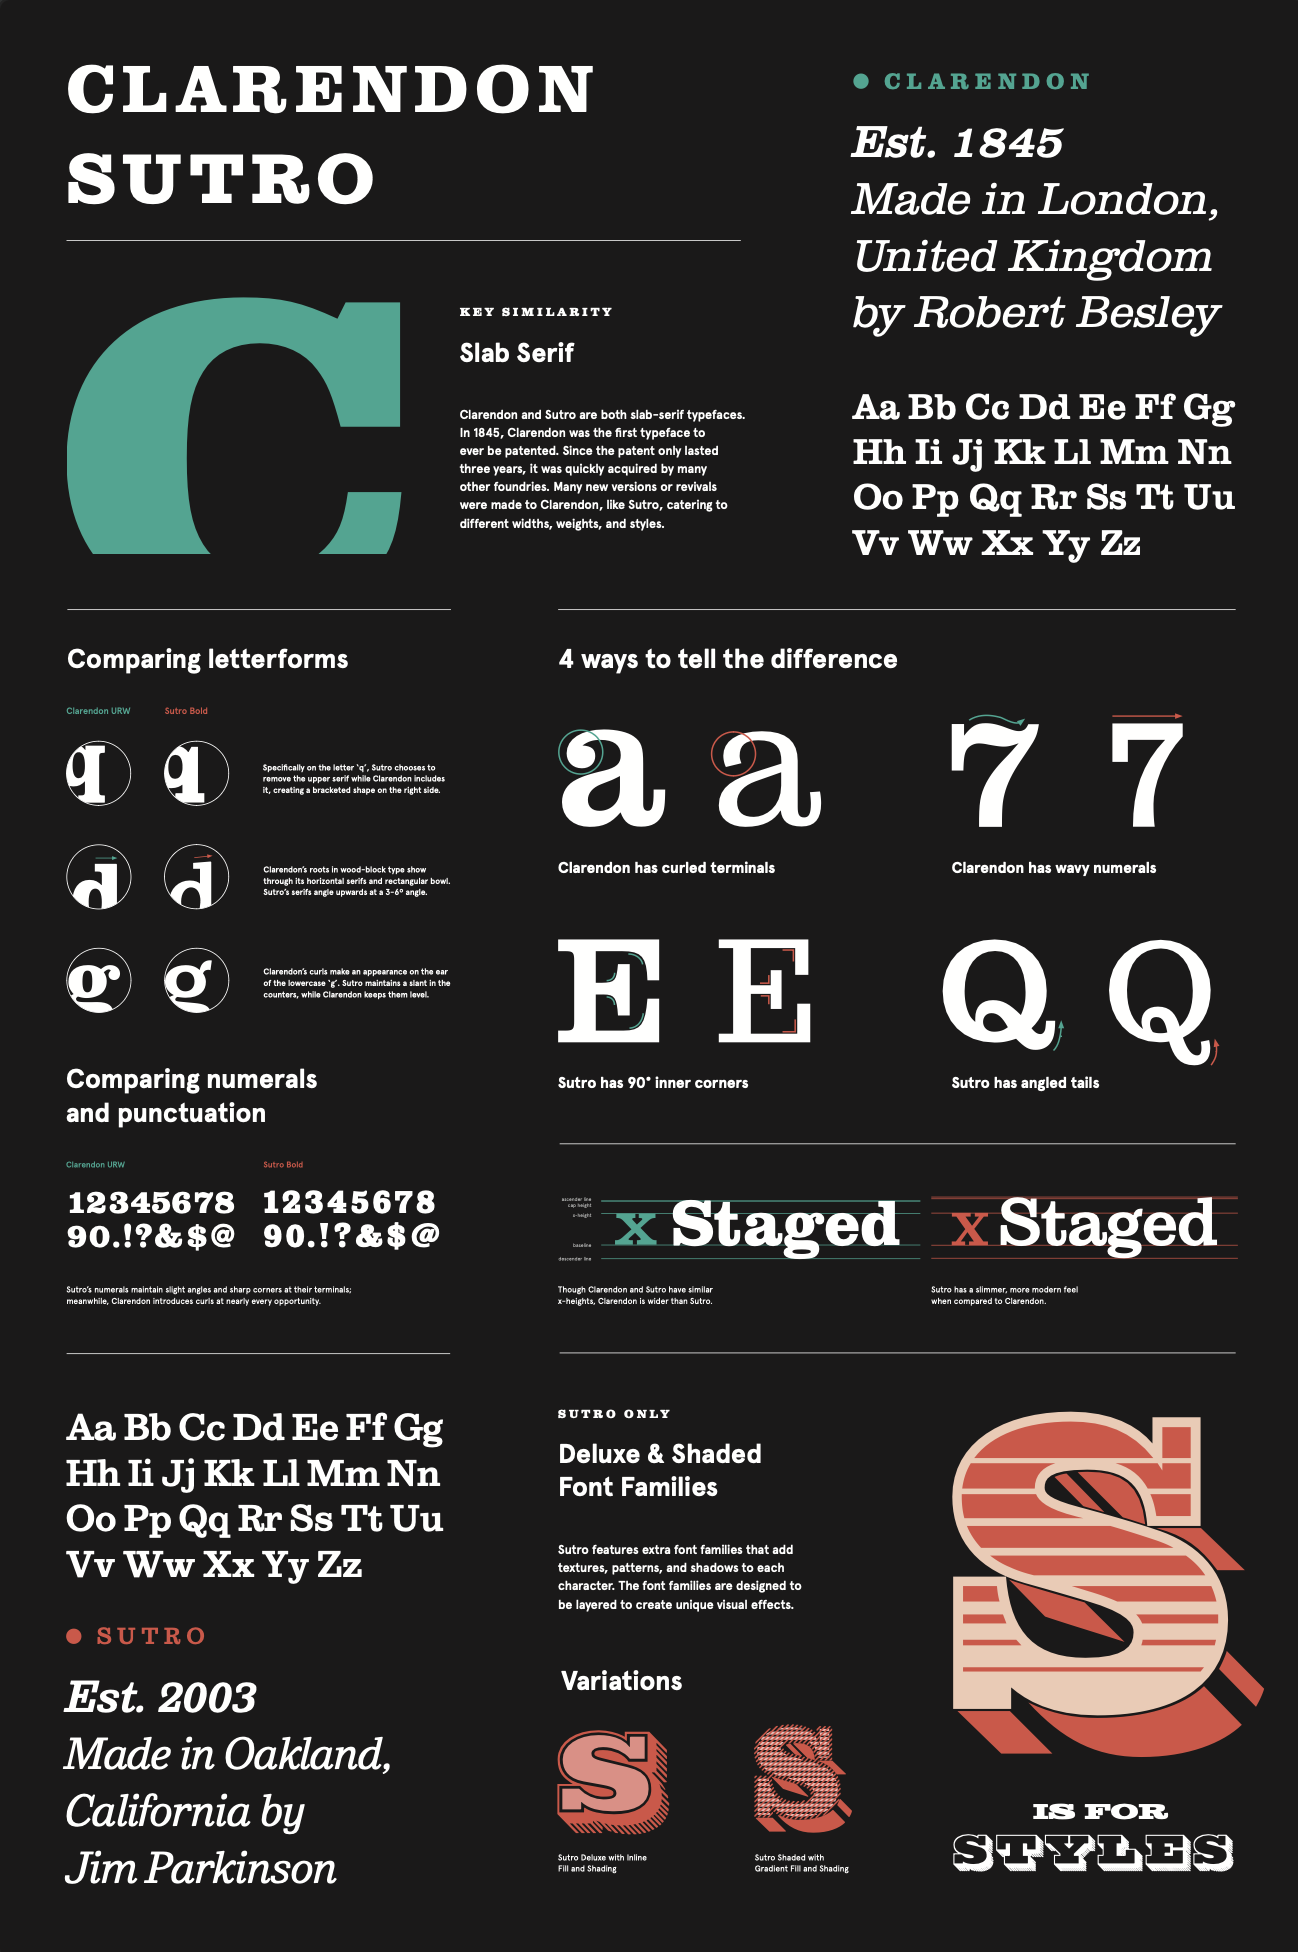 CLARENDON
SUTRO
CLARENDON
Est. 1845
Made in London,
United Kingdom
by Robert Besley
Aa Bb Cc Dd Ee Ff Gg
Hh Ii Jj Kk Ll Mm Nn
Oo Pp Qq Rr Ss Tt Uu
Vv Ww Xx Yy Zz
C
KEY SIMILARITY
Slab Serif
Clarendon and Sutro are both slab-serif typefaces.
In 1845, Clarendon was the first typeface to
ever be patented. Since the patent only lasted
three years, it was quickly acquired by many
other foundries. Many new versions or revivals
were made to Clarendon, like Sutro, catering to
different widths, weights, and styles.
Comparing letterforms
Clarendon URW
Sutro Bold
q q
Specifically on the letter ‘q’, Sutro chooses to
remove the upper serif while Clarendon includes
it, creating a bracketed shape on the right side.
d d
Clarendon’s roots in wood-block type show
through its horizontal serifs and rectangular bowl.
Sutro’s serifs angle upwards at a 3-6° angle.
g g
Clarendon’s curls make an appearance on the ear
of the lowercase ‘g’. Sutro maintains a slant in the
counters, while Clarendon keeps them level.
Comparing numerals
and punctuation
Clarendon URW
12345678
90.!?&$@
Sutro Bold
12345678
90.!?&$@
Sutro’s numerals maintain slight angles and sharp corners at their terminals;
meanwhile, Clarendon introduces curls at nearly every opportunity.
4 ways to tell the difference
a a
Clarendon has curled terminals
7 7
Clarendon has wavy numerals
E E
Sutro has 90° inner corners
Q Q
Sutro has angled tails
ascender line
cap height
x-height
baseline
descender line
x Staged
x Staged
Though Clarendon and Sutro have similar
x-heights, Clarendon is wider than Sutro.
Sutro has a slimmer, more modern feel
when compared to Clarendon.
Aa Bb Cc Dd Ee Ff Gg
Hh Ii Jj Kk Ll Mm Nn
Oo Pp Qq Rr Ss Tt Uu
Vv Ww Xx Yy Zz
SUTRO
Est. 2003
Made in Oakland,
California by
Jim Parkinson
SUTRO ONLY
Deluxe & Shaded
Font Families
Sutro features extra font families that add
textures, patterns, and shadows to each
character. The font families are designed to
be layered to create unique visual effects.
Variations
S
Sutro Deluxe with Inline
Fill and Shading
S
Sutro Shaded with
Gradient Fill and Shading
S
IS FOR
STYLES